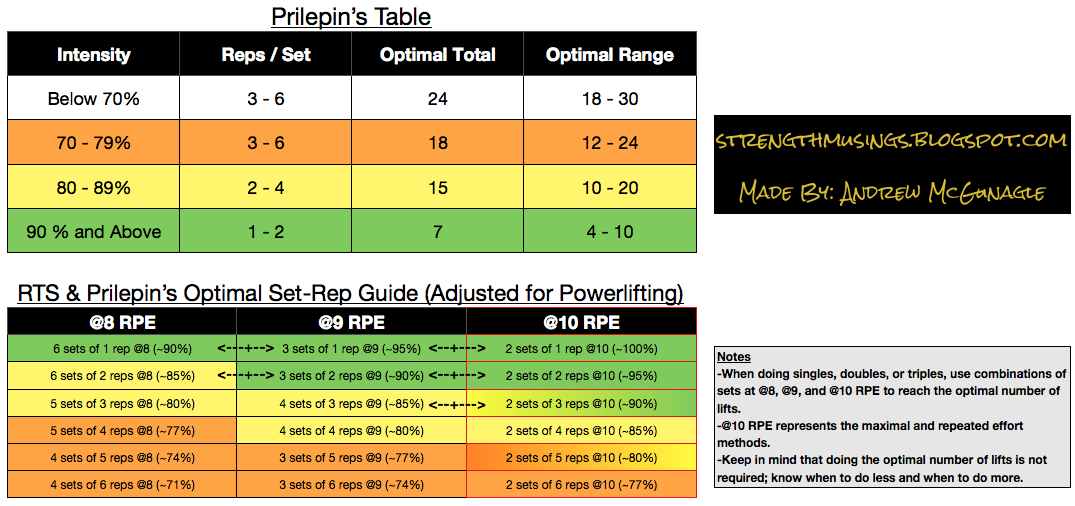 Prilepin's Table
Intensity Reps / Set Optimal Total Optimal Range
Below 70% 3 - 6 24 18 - 30
70 - 79% 3 - 6 18 12 - 24
80 - 89% 2 - 4 15 10 - 20
90 % and Above 1 - 2 7 4 - 10
strengthmusings.blogspot.com
Made By: Andrew McGunagle
RTS & Prilepin's Optimal Set-Rep Guide (Adjusted for Powerlifting)
@8 RPE @9 RPE @10 RPE
6 sets of 1 rep @8 (~90%) <---+--> 3 sets of 1 rep @9 (~95%) <--+---> 2 sets of 1 rep @10 (~100%)
6 sets of 2 reps @8 (~85%) <---+--> 3 sets of 2 reps @9 (~90%) <--+---> 2 sets of 2 reps @10 (~95%)
5 sets of 3 reps @8 (~80%) 4 sets of 3 reps @9 (~85%) <--+---> 2 sets of 3 reps @10 (~90%)
5 sets of 4 reps @8 (~77%) 4 sets of 4 reps @9 (~80%) 2 sets of 4 reps @10 (~85%)
4 sets of 5 reps @8 (~74%) 3 sets of 5 reps @9 (~77%) 2 sets of 5 reps @10 (~80%)
4 sets of 6 reps @8 (~71%) 3 sets of 6 reps @9 (~74%) 2 sets of 6 reps @10 (~77%)
Notes
-When doing singles, doubles, or triples, use combinations of
sets at @8, @9, and @10 RPE to reach the optimal number of
lifts.
-@10 RPE represents the maximal and repeated effort
methods.
-Keep in mind that doing the optimal number of lifts is not
required; know when to do less and when to do more.